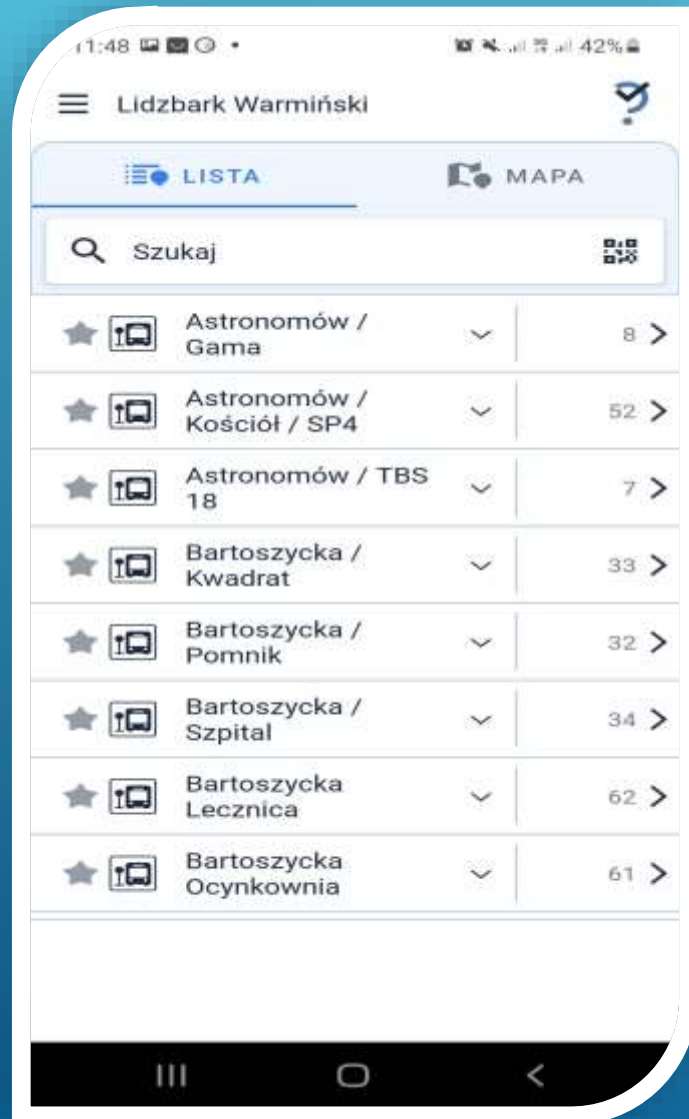 11:48
42%
Lidzbark Warmiński
LISTA
MAPA
Szukaj
Astronomów /
Gama
8
Astronomów /
Kościół / SP4
52
Astronomów / TBS
18
7
Bartoszycka /
Kwadrat
33
Bartoszycka /
Pomnik
32
Bartoszycka /
Szpital
34
Bartoszycka
Lecznica
62
Bartoszycka
Ocynkownia
61